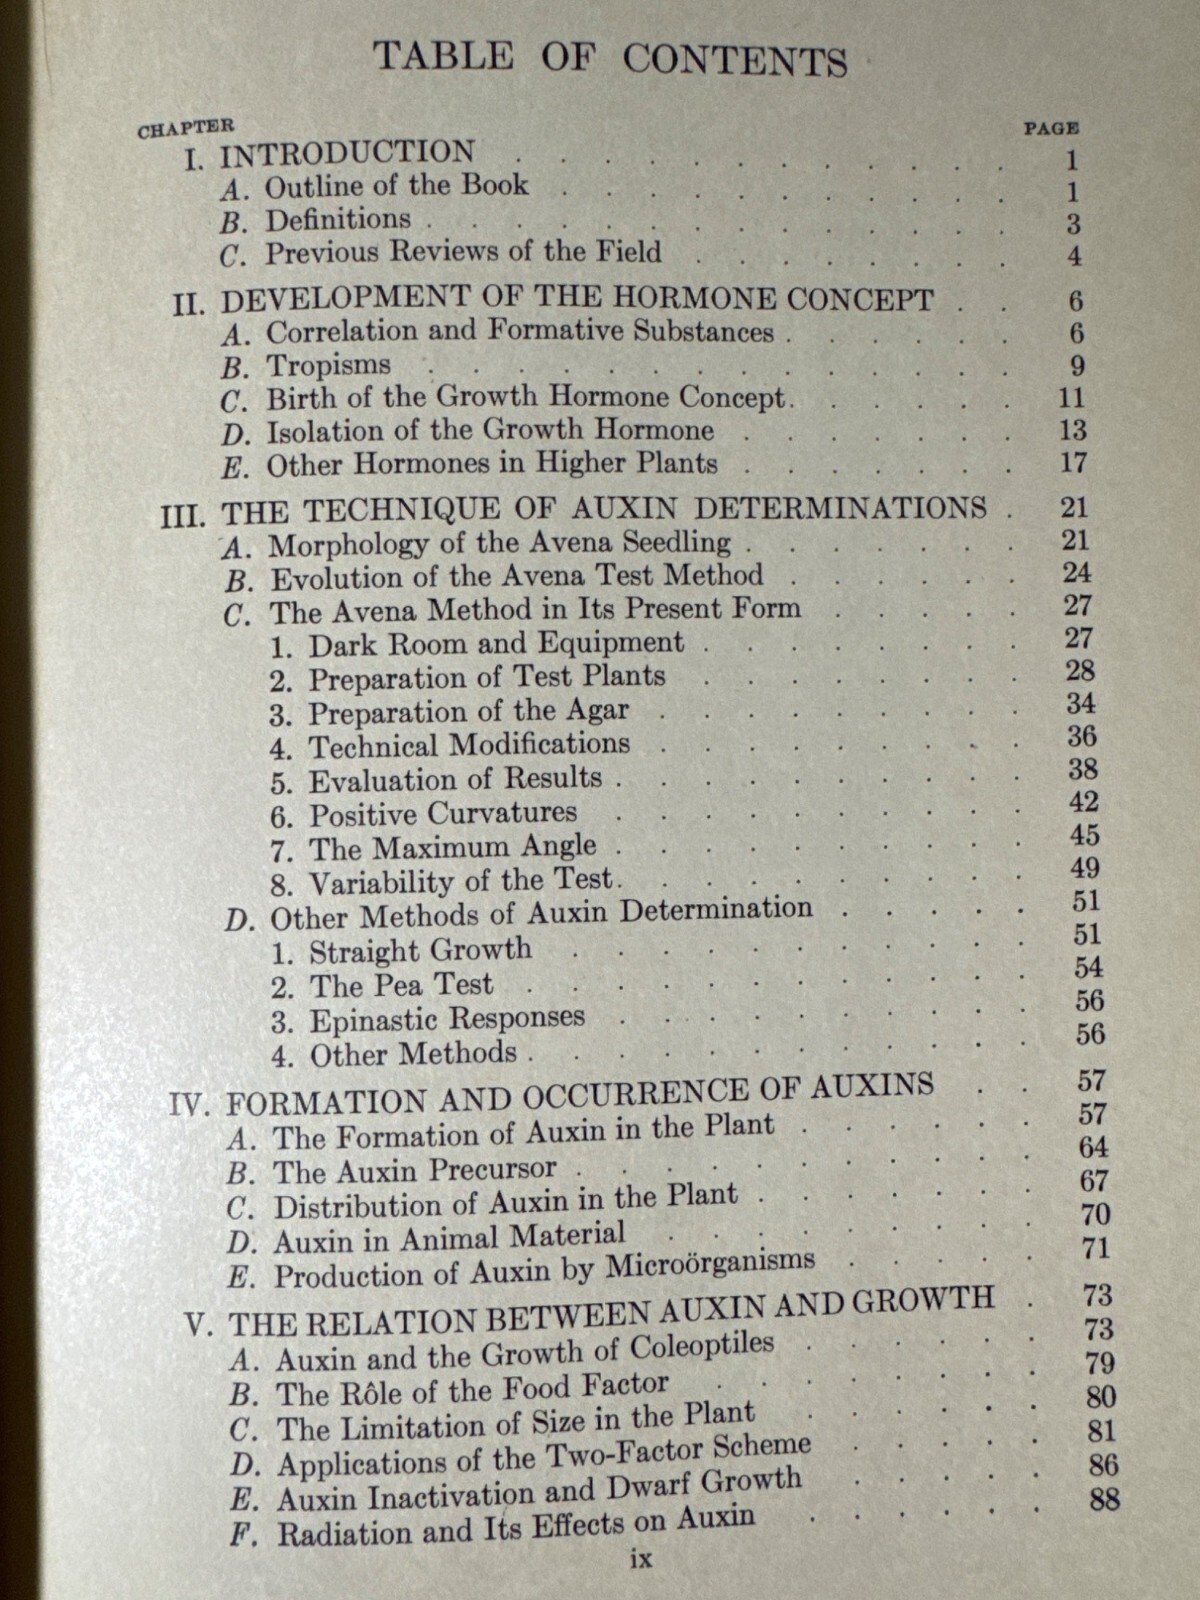 TABLE OF CONTENTS
CHAPTER PAGE
I. INTRODUCTION . . . . . . . . . . . . 1
A. Outline of the Book . . . . . . . . . . . 1
B. Definitions . . . . . . . . . . . . . . 3
C. Previous Reviews of the Field . . . . . . . . 4
II. DEVELOPMENT OF THE HORMONE CONCEPT . . 6
A. Correlation and Formative Substances . . . . . . 6
B. Tropisms . . . . . . . . . . . . . . 9
C. Birth of the Growth Hormone Concept . . . . . . 11
D. Isolation of the Growth Hormone . . . . . . . 13
E. Other Hormones in Higher Plants . . . . . . . 17
III. THE TECHNIQUE OF AUXIN DETERMINATIONS . 21
A. Morphology of the Avena Seedling . . . . . . . 21
B. Evolution of the Avena Test Method . . . . . . 24
C. The Avena Method in Its Present Form . . . . . 27
1. Dark Room and Equipment . . . . . . . . 27
2. Preparation of Test Plants . . . . . . . . 28
3. Preparation of the Agar . . . . . . . . . 34
4. Technical Modifications . . . . . . . . . 36
5. Evaluation of Results . . . . . . . . . . 38
6. Positive Curvatures . . . . . . . . . . 42
7. The Maximum Angle . . . . . . . . . . 45
8. Variability of the Test . . . . . . . . . . 49
D. Other Methods of Auxin Determination . . . . . 51
1. Straight Growth . . . . . . . . . . . 51
2. The Pea Test . . . . . . . . . . . . 54
3. Epinastic Responses . . . . . . . . . . 56
4. Other Methods . . . . . . . . . . . . 56
IV. FORMATION AND OCCURRENCE OF AUXINS . . 57
A. The Formation of Auxin in the Plant . . . . . . 57
B. The Auxin Precursor . . . . . . . . . . . 64
C. Distribution of Auxin in the Plant . . . . . . . 67
D. Auxin in Animal Material . . . . . . . . . 70
E. Production of Auxin by Microörganisms . . . . . 71
V. THE RELATION BETWEEN AUXIN AND GROWTH . 73
A. Auxin and the Growth of Coleoptiles . . . . . . 73
B. The Rôle of the Food Factor . . . . . . . . 79
C. The Limitation of Size in the Plant . . . . . . 80
D. Applications of the Two-Factor Scheme . . . . . 81
E. Auxin Inactivation and Dwarf Growth . . . . . 86
F. Radiation and Its Effects on Auxin . . . . . . 88
ix